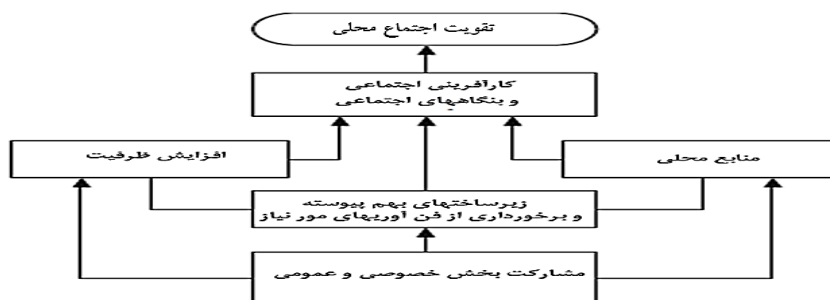 تقویت اجتماع محلی
کارآفرینی اجتماعی
و بنگاههای اجتماعی
افزایش ظرفیت
منابع محلی
زیرساختهای بهم پیوسته
و برخورداری از فن آوریهای مور نیاز
مشارکت بخش خصوصی و عمومی